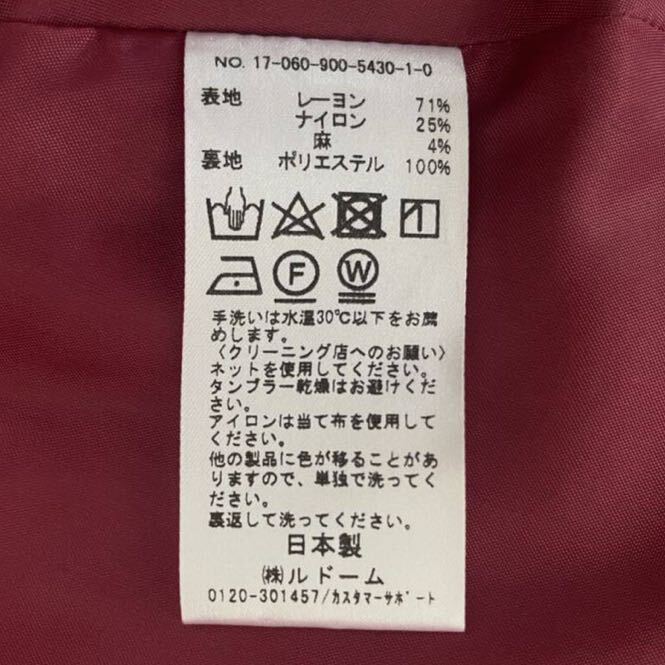 NO. 17-060-900-5430-1-0
表地 レーヨン 71%
ナイロン 25%
麻 4%
裏地 ポリエステル 100%
F W
手洗いは水温30℃以下をお薦
めします。
〈クリーニング店へのお願い〉
ネットを使用してください。
タンブラー乾燥はお避けくだ
さい。
アイロンは当て布を使用して
ください。
他の製品に色が移ることがあ
りますので、単独で洗ってく
ださい。
裏返して洗ってください。
日本製
㈱ルドーム
0120-301457/ｶｽﾀﾏｰｻﾎﾟｰﾄ